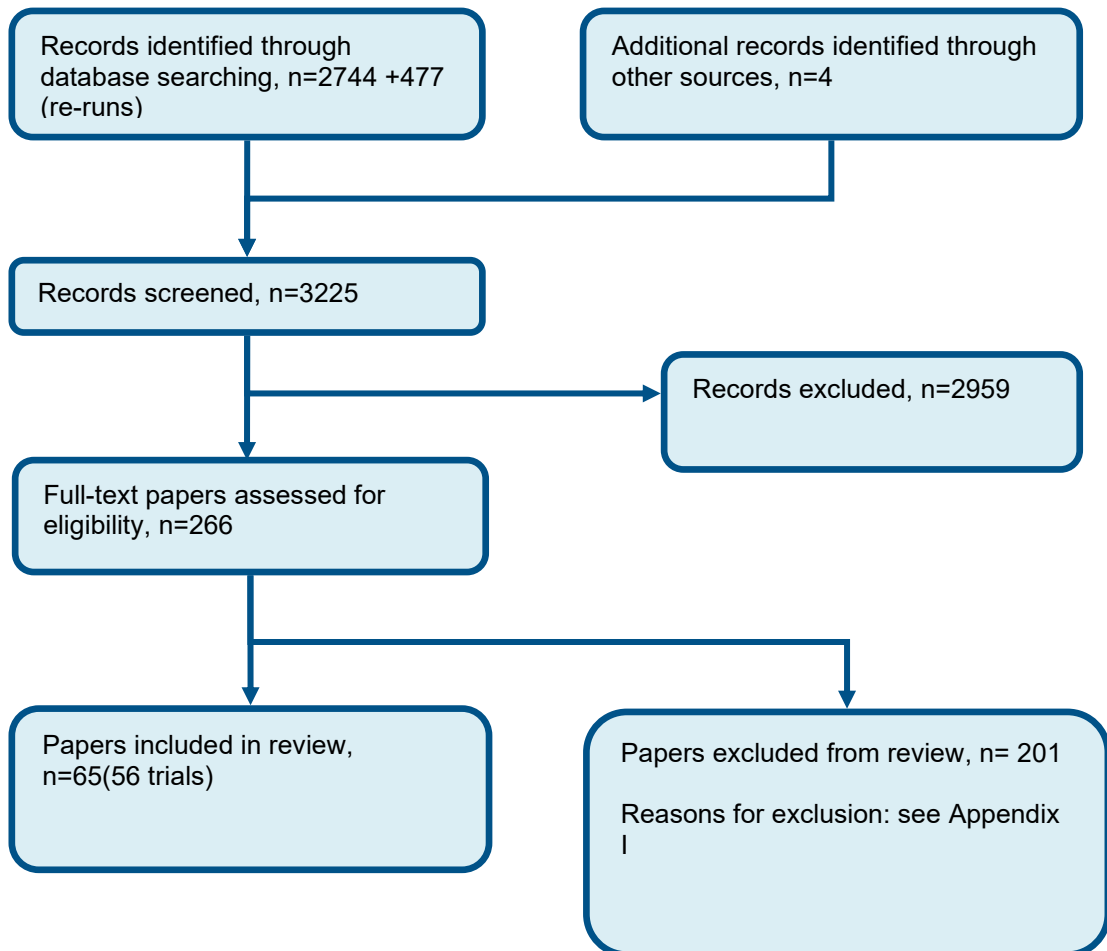 Records identified through
database searching, n=2744 +477
(re-runs)
Additional records identified through
other sources, n=4
Records screened, n=3225
Records excluded, n=2959
Full-text papers assessed for
eligibility, n=266
Papers included in review,
n=65(56 trials)
Papers excluded from review, n= 201
Reasons for exclusion: see Appendix
I